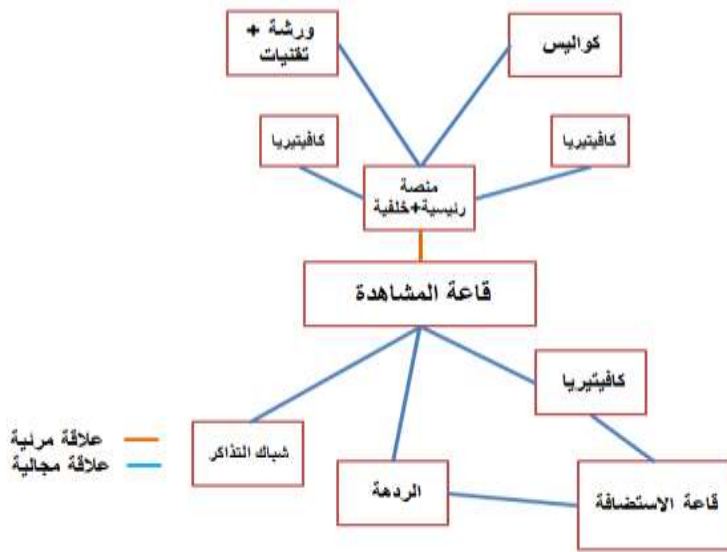 ورشة +
تقنيات
كواليس
كافيتيريا
كافيتيريا
منصة
رئيسية+خلفية
قاعة المشاهدة
كافيتيريا
شباك التذاكر
علاقة مرئية
علاقة مجالية
الردهة
قاعة الاستضافة